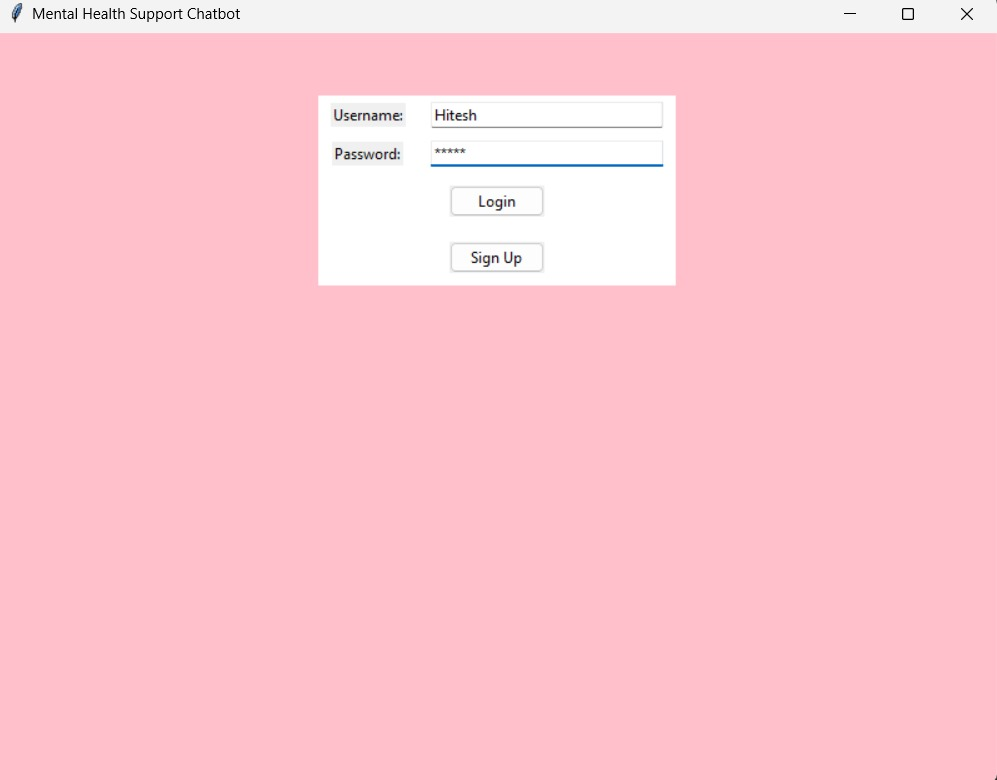 Mental Health Support Chatbot
Username: Hitesh
Password: *****
Login
Sign Up